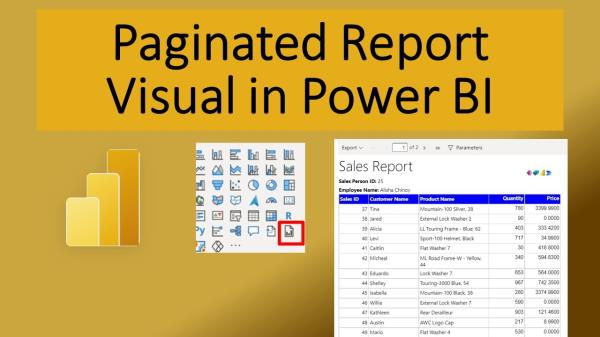 Paginated Report
Visual in Power BI
R
Py
Export
1 of 2
Parameters
Sales Report
Sales Person ID: 25
Employee Name: Alisha Chinoy
Sales ID Customer Name Product Name Quantity Price
37 Tina Mountain-100 Silver, 38 780 3399.9900
38 Jared External Lock Washer 2 90 0.0000
39 Alicia LL Touring Frame - Blue, 62 403 333.4200
40 Levi Sport-100 Helmet, Black 717 34.9900
41 Caitlin Flat Washer 7 30 418.8000
42 Micheal ML Road Frame-W - Yellow, 340 594.8300
44
43 Eduardo Lock Washer 7 653 564.0000
44 Shelley Touring-3000 Blue, 54 967 742.3500
45 Isabella Mountain-100 Black, 38 280 3374.9900
46 Willie External Lock Washer 7 590 0.0000
47 Kathleen Rear Derailleur 903 121.4600
48 Austin AWC Logo Cap 217 8.9900
49 Mario Flat Washer 4 530 0.0000